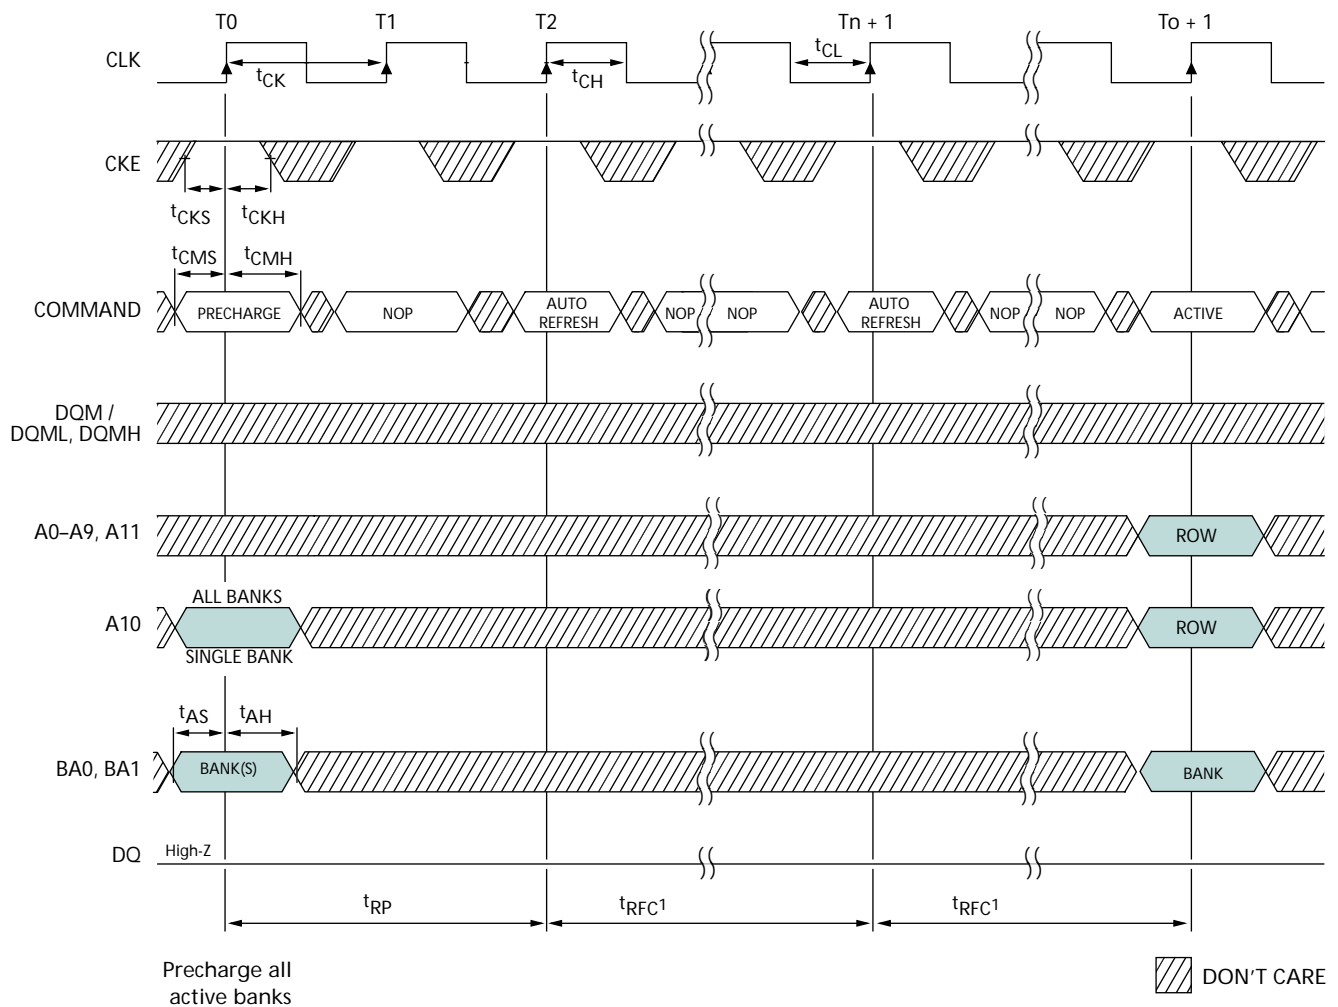 T0 T1 T2 Tn + 1 To + 1
CLK tCK tCH tCL
CKE
tCKS tCKH
tCMS tCMH
COMMAND PRECHARGE NOP AUTO REFRESH NOP NOP AUTO REFRESH NOP NOP ACTIVE
DQM /
DQML, DQMH
A0–A9, A11 ROW
ALL BANKS
A10 ROW
SINGLE BANK
tAS tAH
BA0, BA1 BANK(S) BANK
DQ High-Z
tRP tRFC1 tRFC1
Precharge all
active banks
DON'T CARE